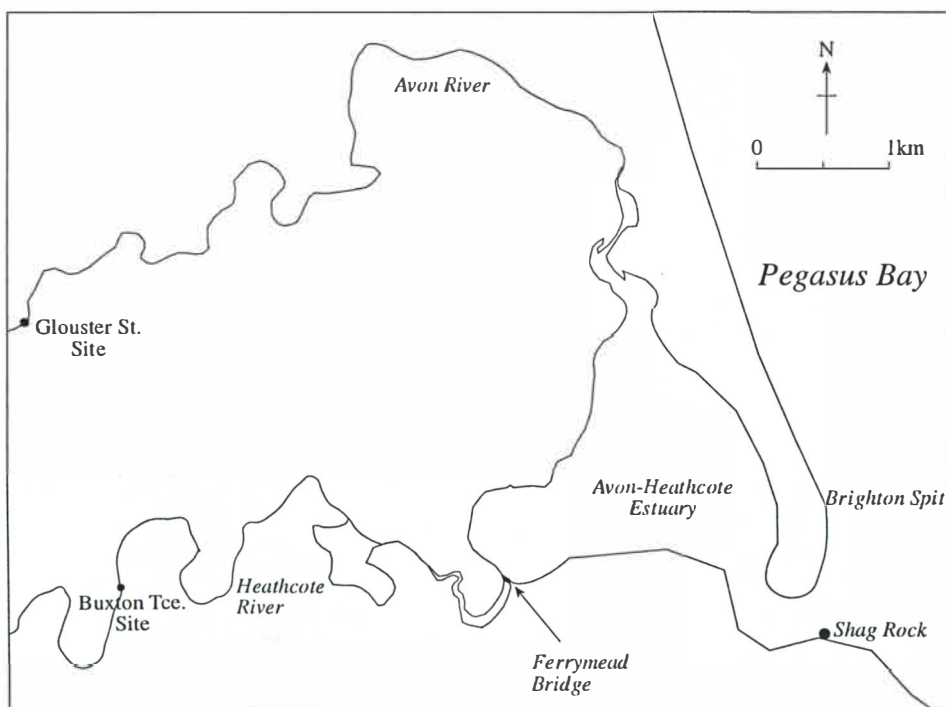 Avon River
N
0 1km
Pegasus Bay
Glouster St.
Site
Avon-Heathcote
Estuary
Brighton Spit
Buxton Tce.
Site
Heathcote
River
Shag Rock
Ferrymead
Bridge